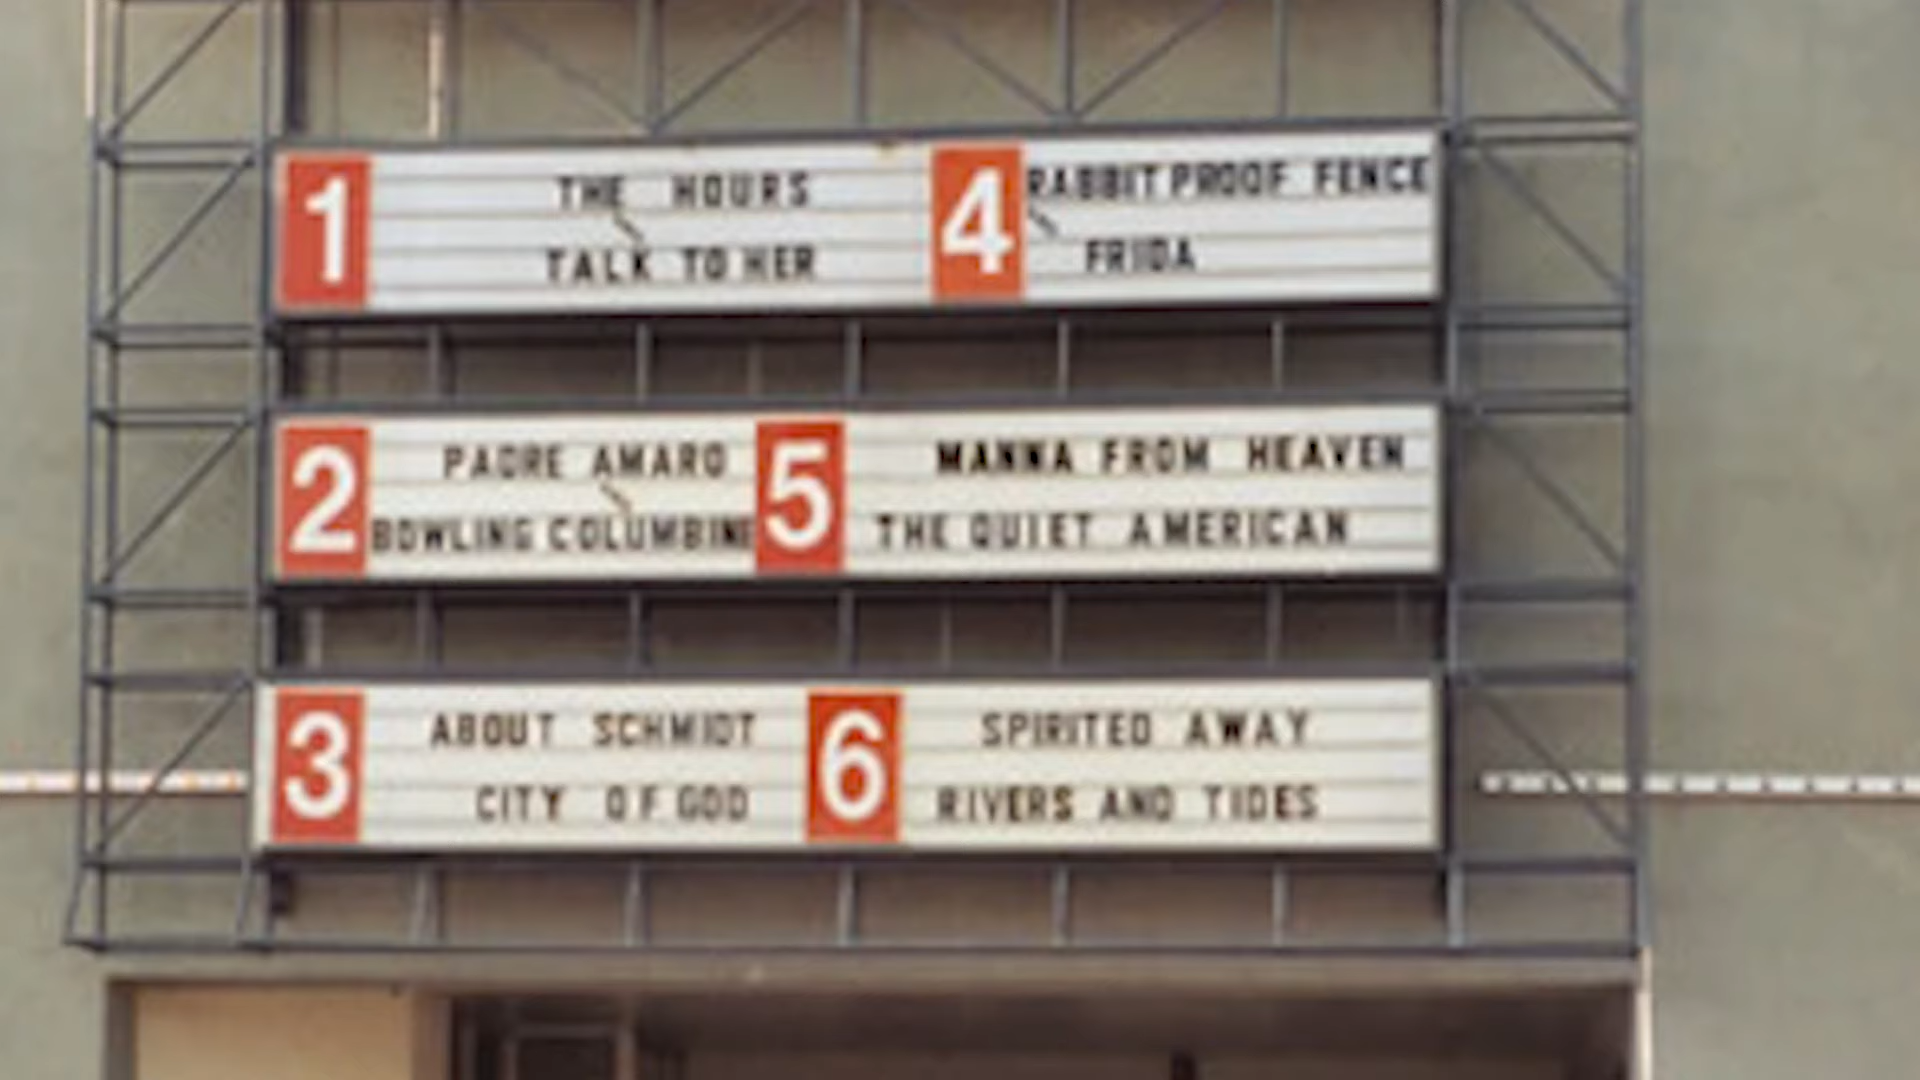 1 THE HOURS
TALK TO HER
4 RABBIT PROOF FENCE
FRIDA
2 PADRE AMARO
BOWLING COLUMBINE
5 MANNA FROM HEAVEN
THE QUIET AMERICAN
3 ABOUT SCHMIDT
CITY OF GOD
6 SPIRITED AWAY
RIVERS AND TIDES